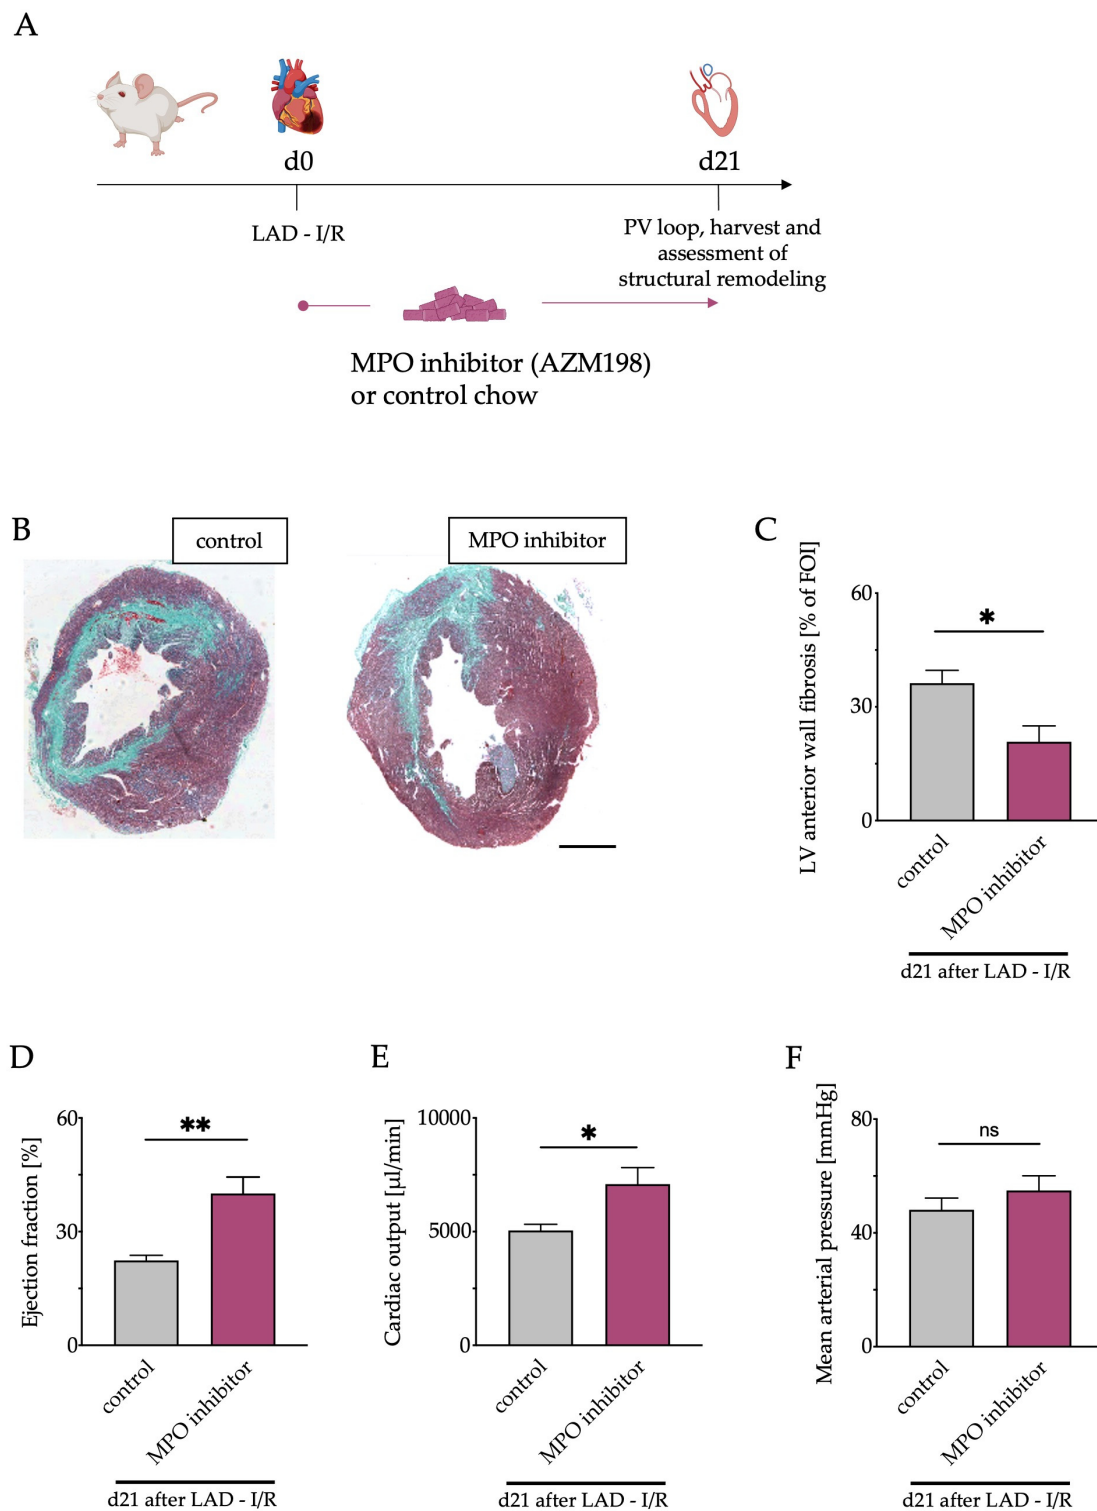 A
d0
d21
LAD - I/R
PV loop, harvest and
assessment of
structural remodeling
MPO inhibitor (AZM198)
or control chow
B
control
MPO inhibitor
C
LV anterior wall fibrosis [% of FOI]
60
30
0
*
control
MPO inhibitor
d21 after LAD - I/R
D
Ejection fraction [%]
60
30
0
**
control
MPO inhibitor
d21 after LAD - I/R
E
Cardiac output [µl/min]
10000
5000
0
*
control
MPO inhibitor
d21 after LAD - I/R
F
Mean arterial pressure [mmHg]
80
40
0
ns
control
MPO inhibitor
d21 after LAD - I/R